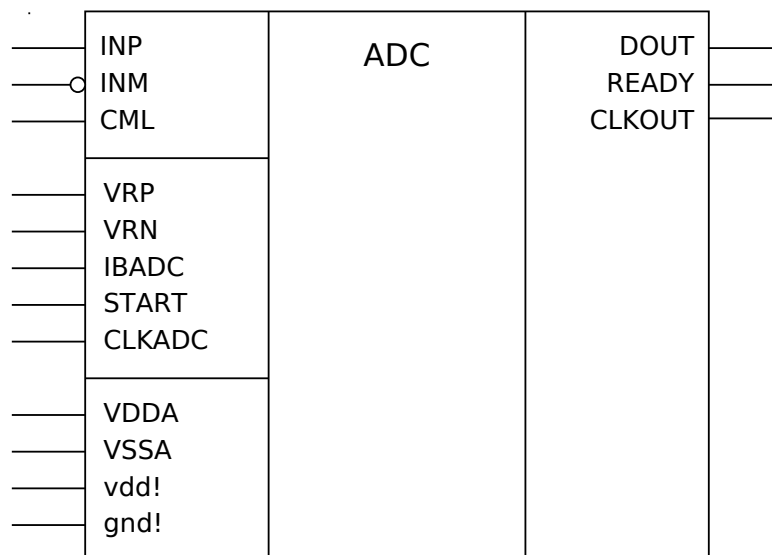 INP
INM
CML
ADC
DOUT
READY
CLKOUT
VRP
VRN
IBADC
START
CLKADC
VDDA
VSSA
vdd!
gnd!